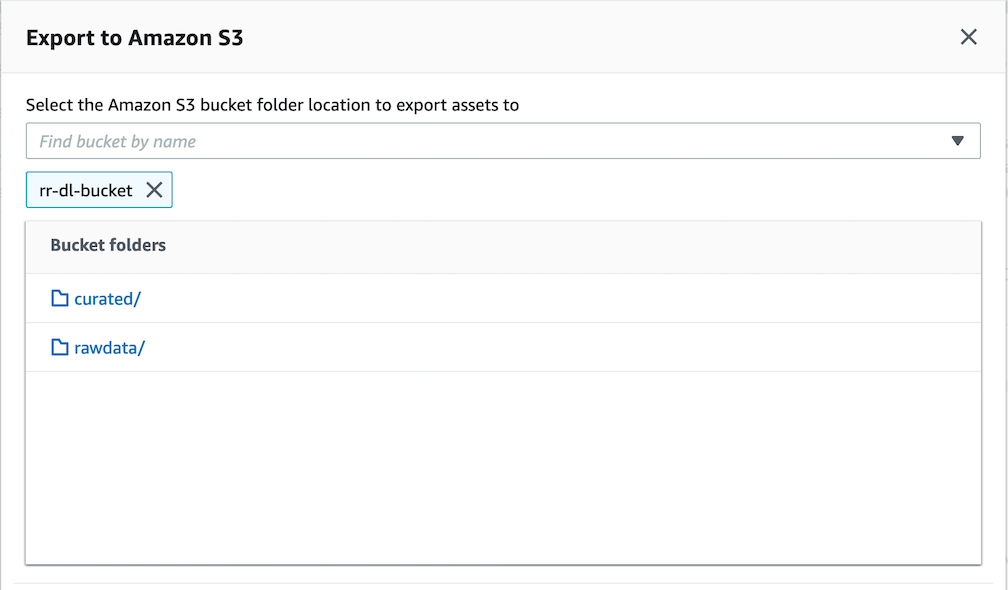 Export to Amazon S3
Select the Amazon S3 bucket folder location to export assets to
Find bucket by name
rr-dl-bucket
Bucket folders
curated/
rawdata/